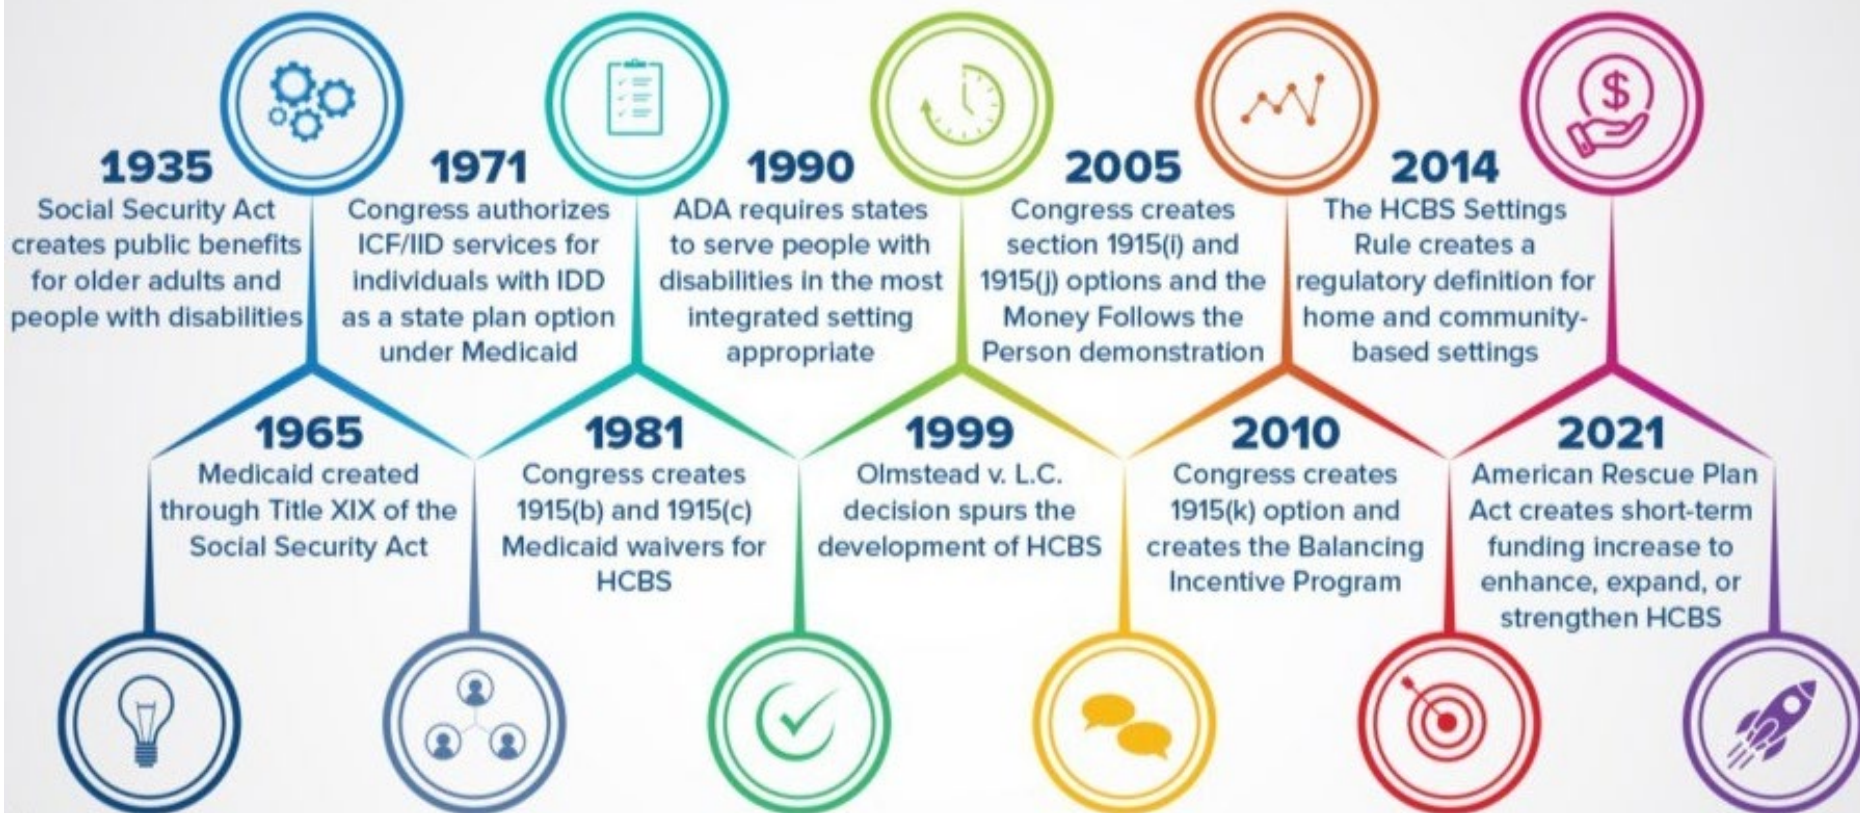 1935
Social Security Act
creates public benefits
for older adults and
people with disabilities
1965
Medicaid created
through Title XIX of the
Social Security Act
1971
Congress authorizes
ICF/IID services for
individuals with IDD
as a state plan option
under Medicaid
1981
Congress creates
1915(b) and 1915(c)
Medicaid waivers for
HCBS
1990
ADA requires states
to serve people with
disabilities in the most
integrated setting
appropriate
1999
Olmstead v. L.C.
decision spurs the
development of HCBS
2005
Congress creates
section 1915(i) and
1915(j) options and the
Money Follows the
Person demonstration
2010
Congress creates
1915(k) option and
creates the Balancing
Incentive Program
2014
The HCBS Settings
Rule creates a
regulatory definition for
home and community-
based settings
$
2021
American Rescue Plan
Act creates short-term
funding increase to
enhance, expand, or
strengthen HCBS